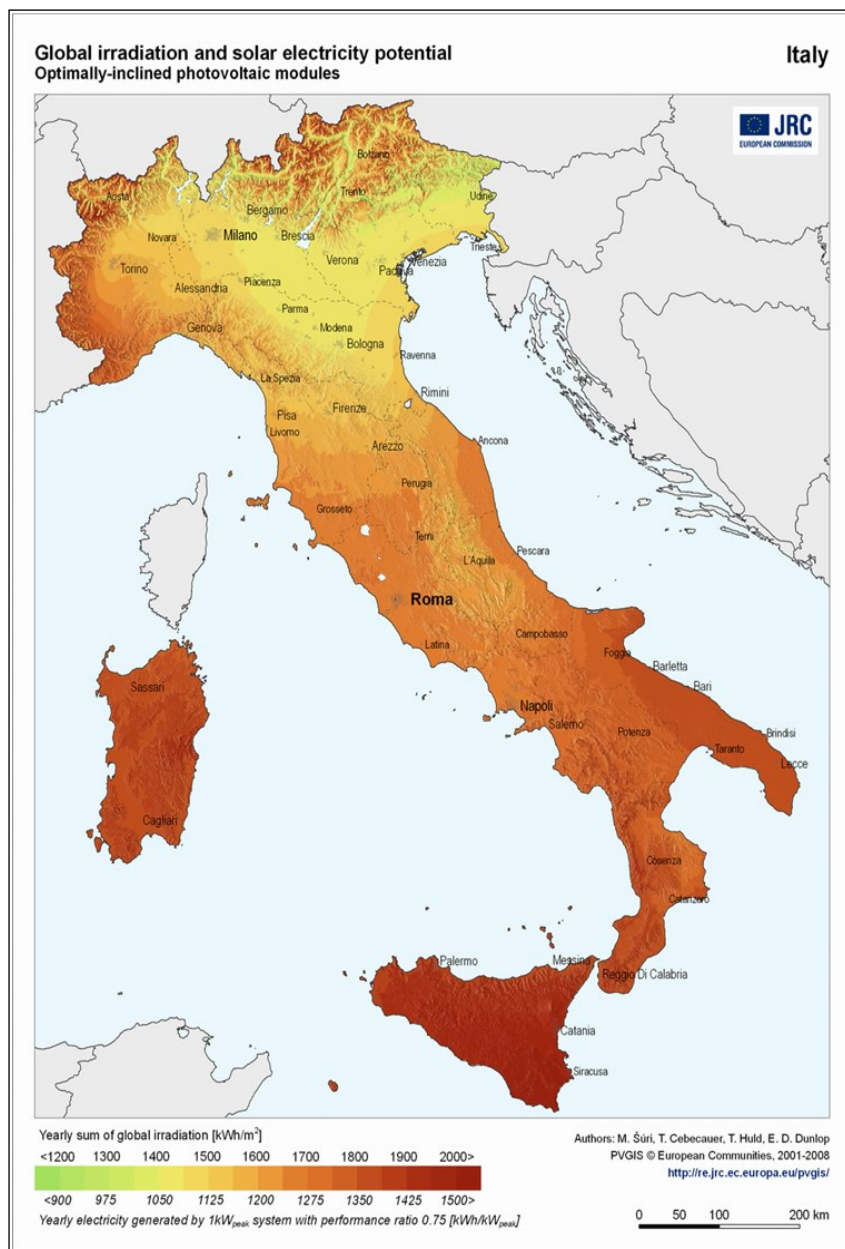 Global irradiation and solar electricity potential
Optimally-inclined photovoltaic modules
Italy
JRC
EUROPEAN COMMISSION
Bolzano
Aosta
Trento
Udine
Bergamo
Novara
Milano
Brescia
Trieste
Torino
Verona
Padova
Venezia
Alessandria
Piacenza
Parma
Modena
Genova
Bologna
Ravenna
La Spezia
Rimini
Pisa
Firenze
Livorno
Arezzo
Ancona
Perugia
Grosseto
Terni
L'Aquila
Pescara
Roma
Latina
Campobasso
Foggia
Barletta
Sassari
Bari
Napoli
Salerno
Potenza
Brindisi
Taranto
Lecce
Cagliari
Cosenza
Catanzaro
Palermo
Messina
Reggio Di Calabria
Catania
Siracusa
Yearly sum of global irradiation [kWh/m²]
<1200 1300 1400 1500 1600 1700 1800 1900 2000>
<900 975 1050 1125 1200 1275 1350 1425 1500>
Yearly electricity generated by 1kWpeak system with performance ratio 0.75 [kWh/kWpeak]
Authors: M. Šúri, T. Cebecauer, T. Huld, E. D. Dunlop
PVGIS © European Communities, 2001-2008
http://re.jrc.ec.europa.eu/pvgis/
0 50 100 200 km